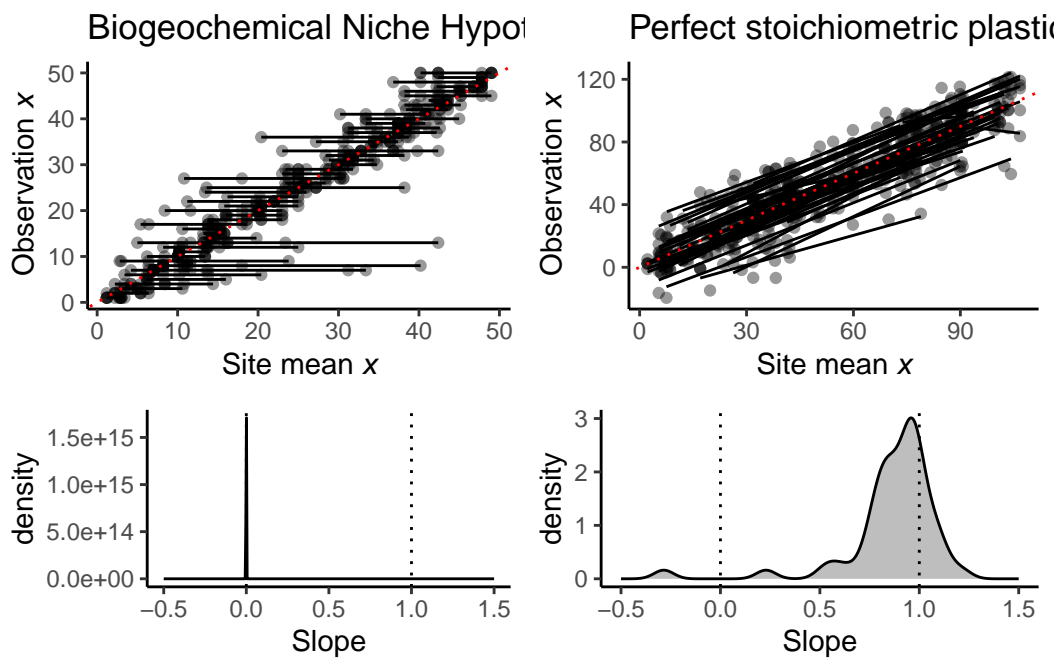 Biogeochemical Niche Hypot
50
40
30
20
10
0
Observation x
0 10 20 30 40 50
Site mean x
Perfect stoichiometric plastic
120
80
40
0
Observation x
0 30 60 90
Site mean x
1.5e+15
1.0e+15
5.0e+14
0.0e+00
density
−0.5 0.0 0.5 1.0 1.5
Slope
3
2
1
0
density
−0.5 0.0 0.5 1.0 1.5
Slope